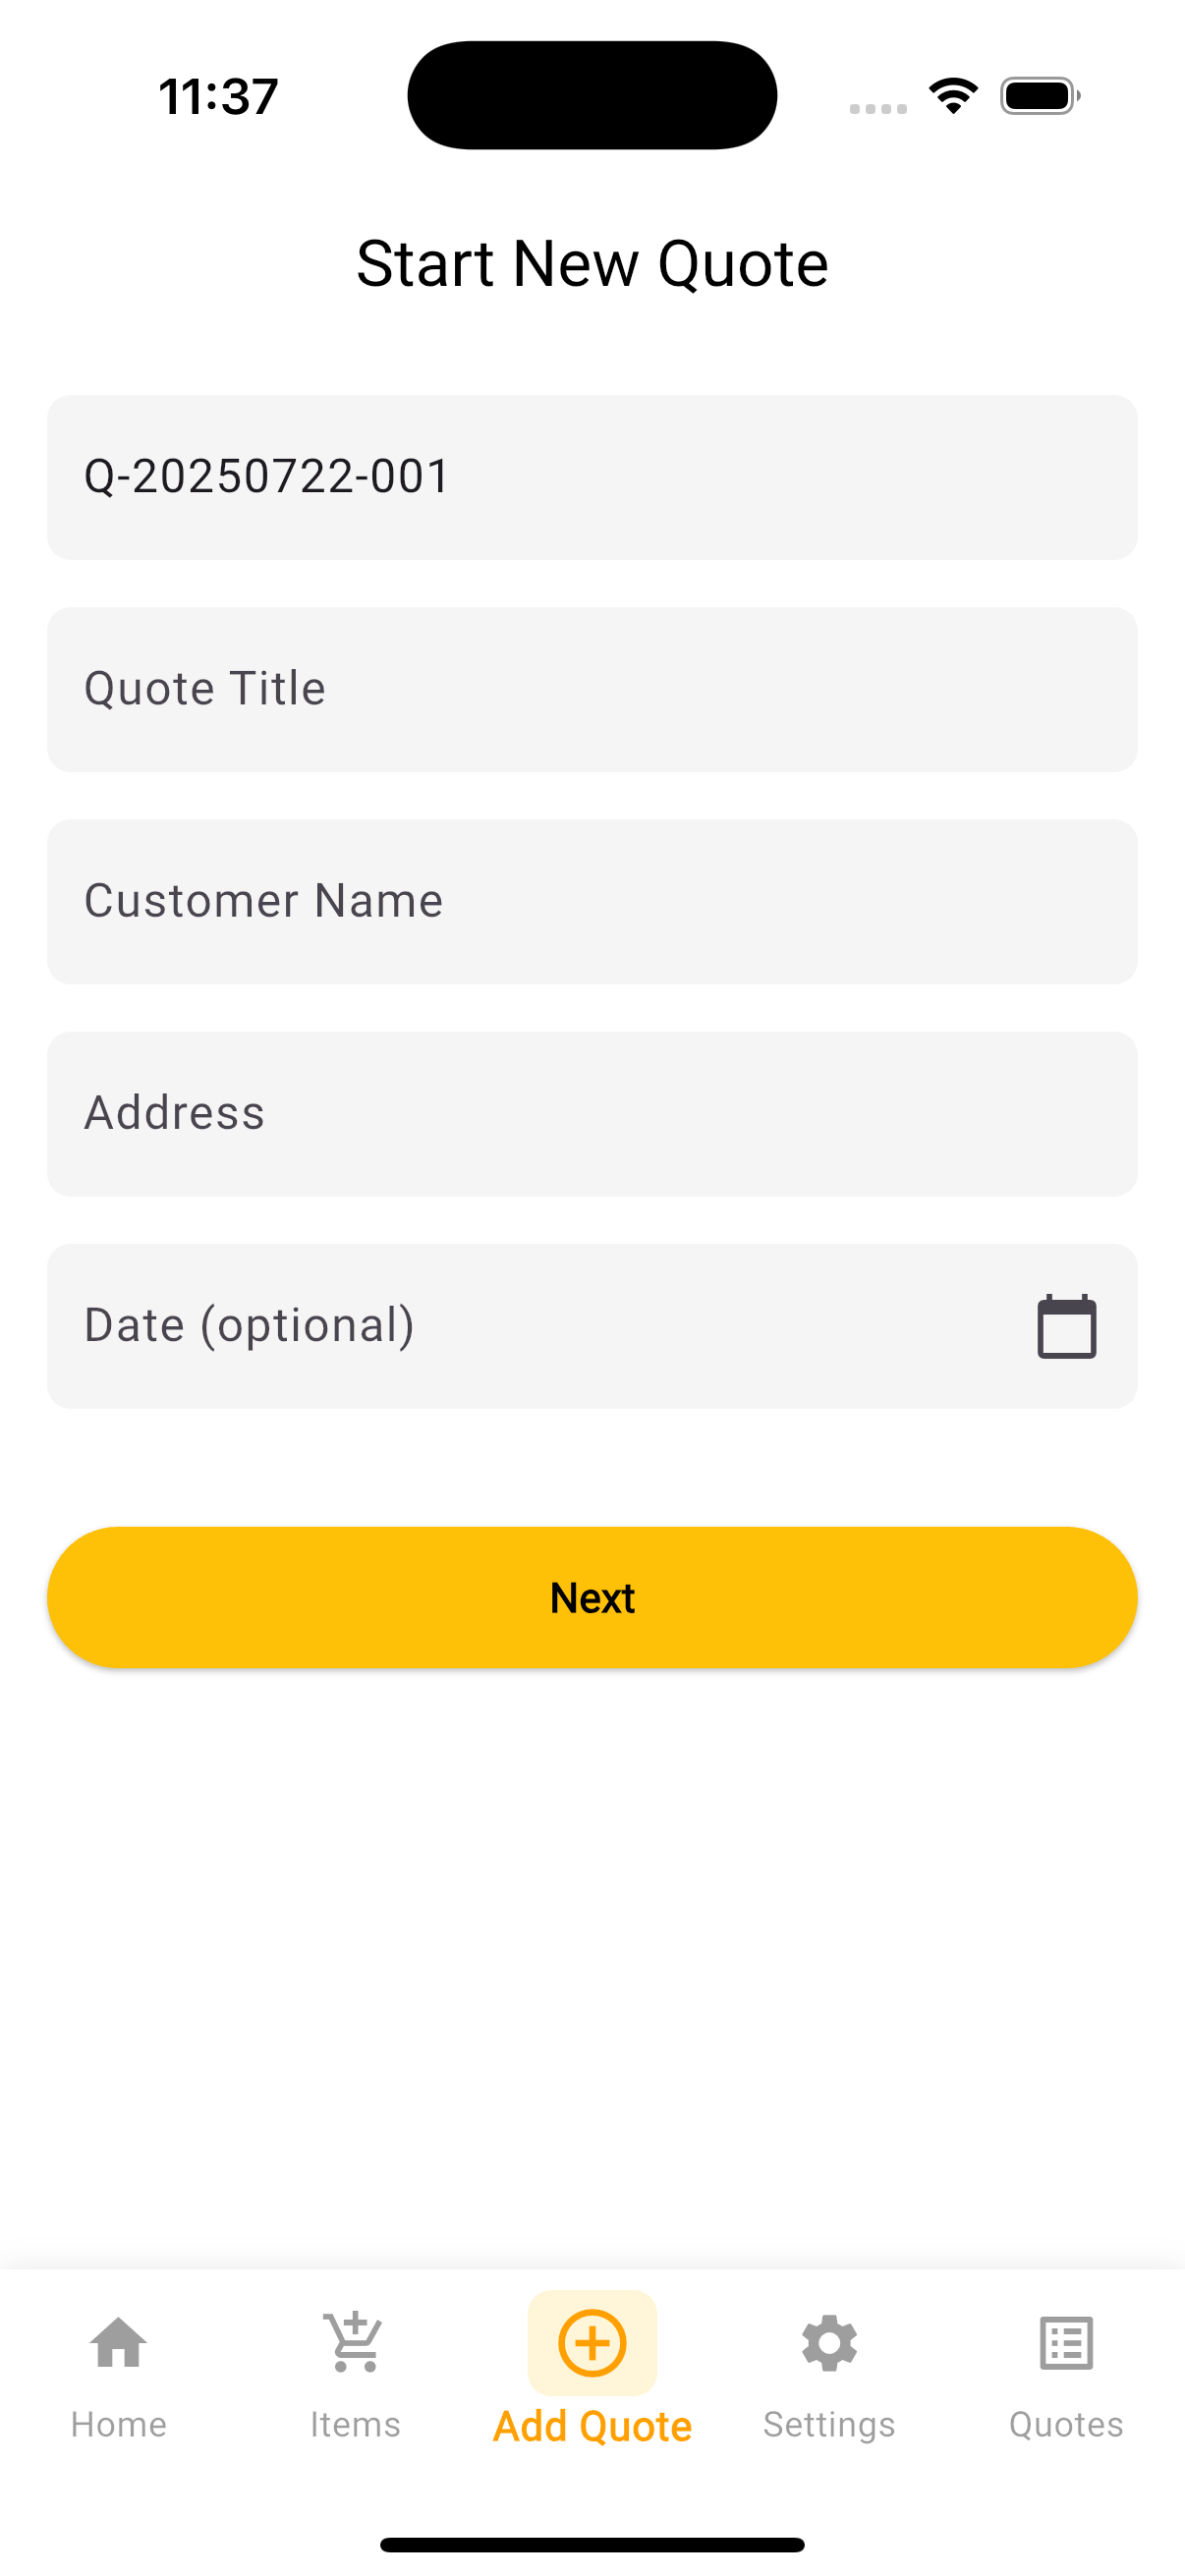 11:37
Start New Quote
Q-20250722-001
Quote Title
Customer Name
Address
Date (optional)
Next
Home
Items
Add Quote
Settings
Quotes